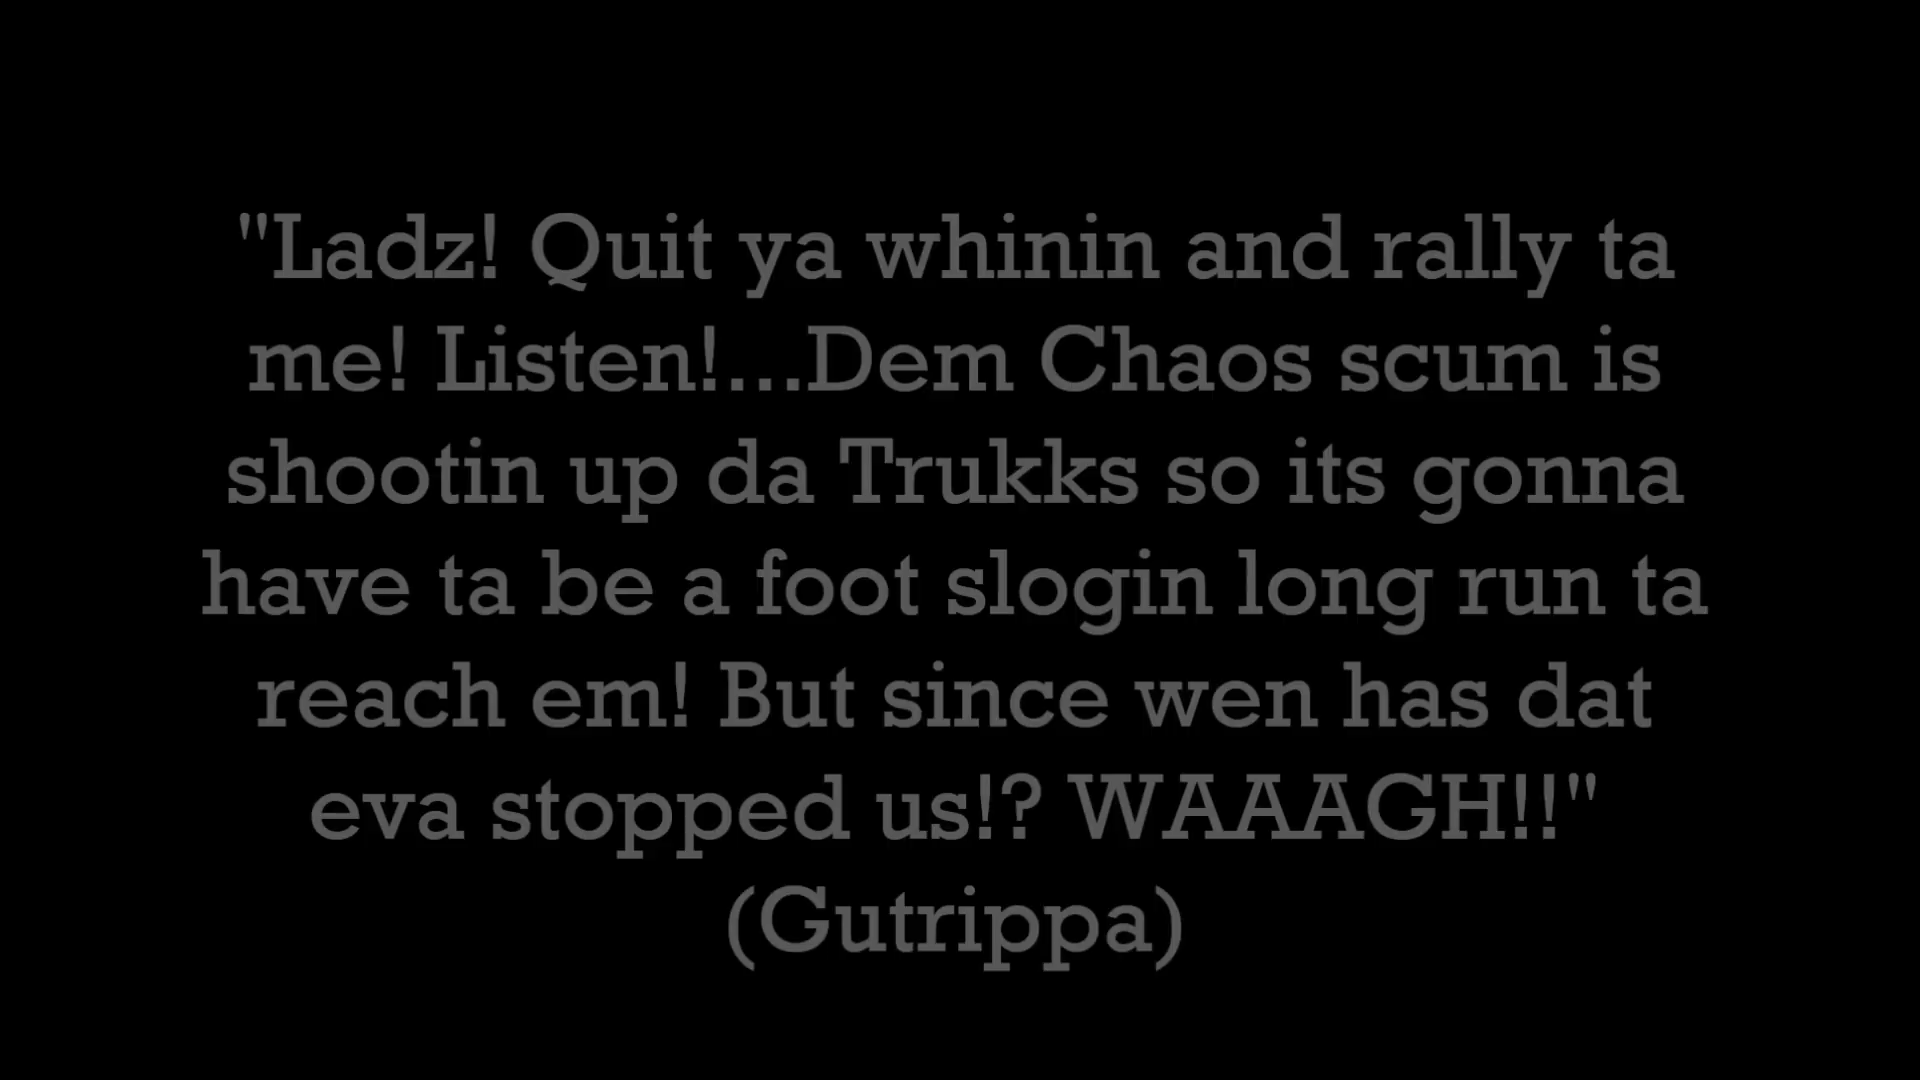 "Ladz! Quit ya whinin and rally ta
me! Listen!...Dem Chaos scum is
shootin up da Trukks so its gonna
have ta be a foot slogin long run ta
reach em! But since wen has dat
eva stopped us!? WAAAGH!!"
(Gutrippa)